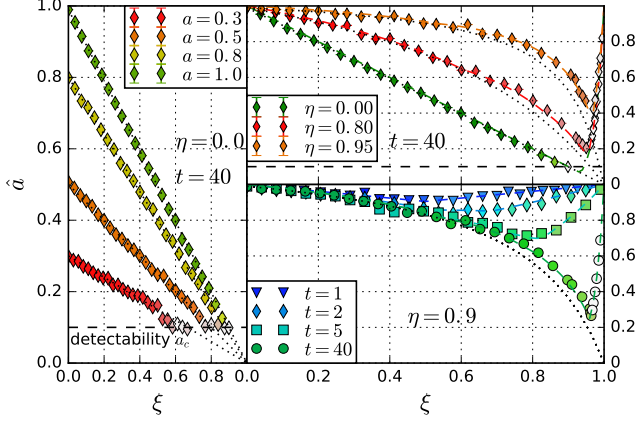 1.0
0.8
0.6
0.4
0.2
0.0
â
a = 0.3
a = 0.5
a = 0.8
a = 1.0
η = 0.0
t = 40
detectability a_c
0.0 0.2 0.4 0.6 0.8
ξ
η = 0.00
η = 0.80
η = 0.95
t = 40
1.0
0.8
0.6
0.4
0.2
t = 1
t = 2
t = 5
t = 40
η = 0.9
0.8
0.6
0.4
0.2
0.0
0.0 0.2 0.4 0.6 0.8 1.0
ξ